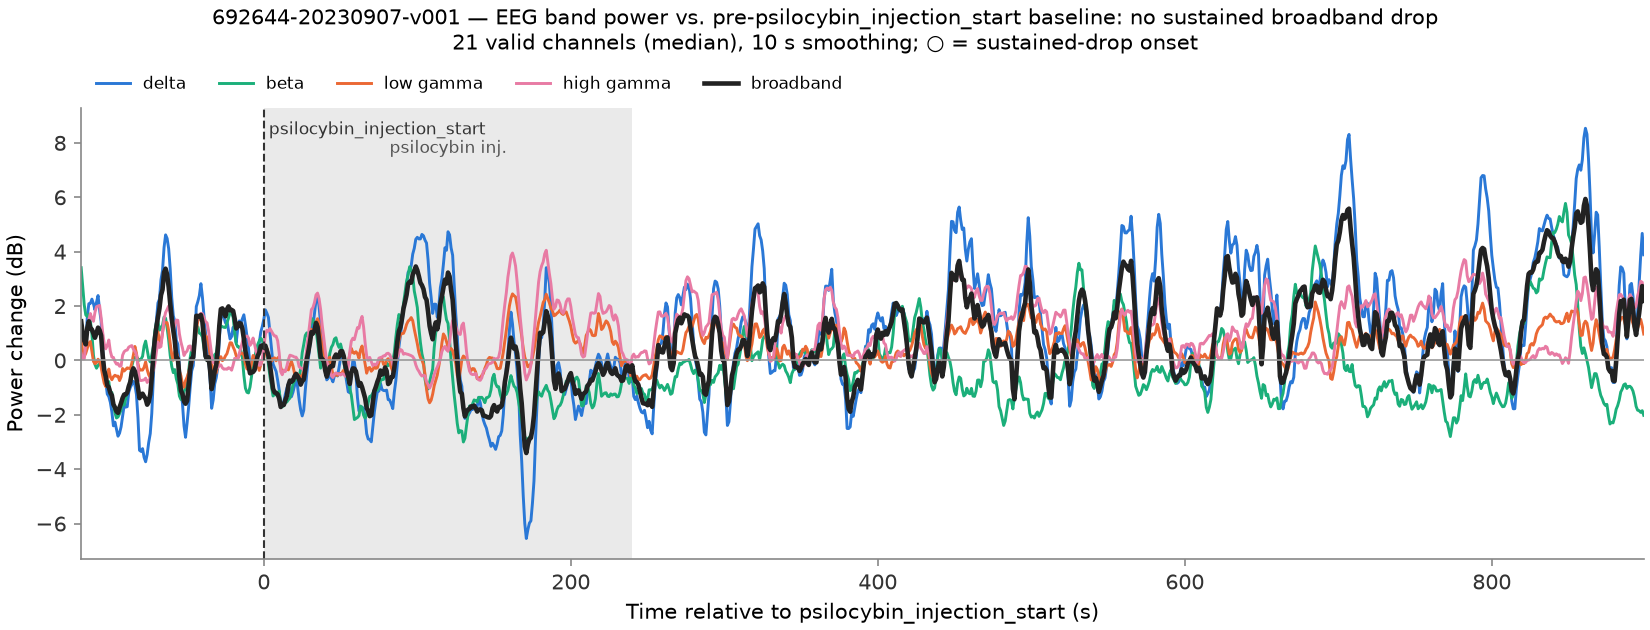 692644-20230907-v001 — EEG band power vs. pre-psilocybin_injection_start baseline: no sustained broadband drop
21 valid channels (median), 10 s smoothing; ○ = sustained-drop onset
delta beta low gamma high gamma broadband
psilocybin_injection_start
psilocybin inj.
Power change (dB)
8
6
4
2
0
−2
−4
−6
0 200 400 600 800
Time relative to psilocybin_injection_start (s)